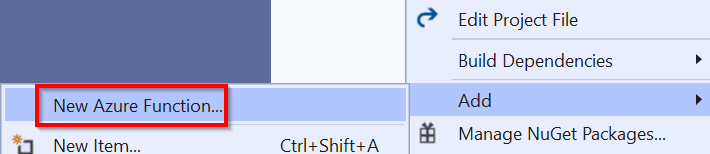 Edit Project File
Build Dependencies
New Azure Function...
Add
New Item... Ctrl+Shift+A
Manage NuGet Packages...